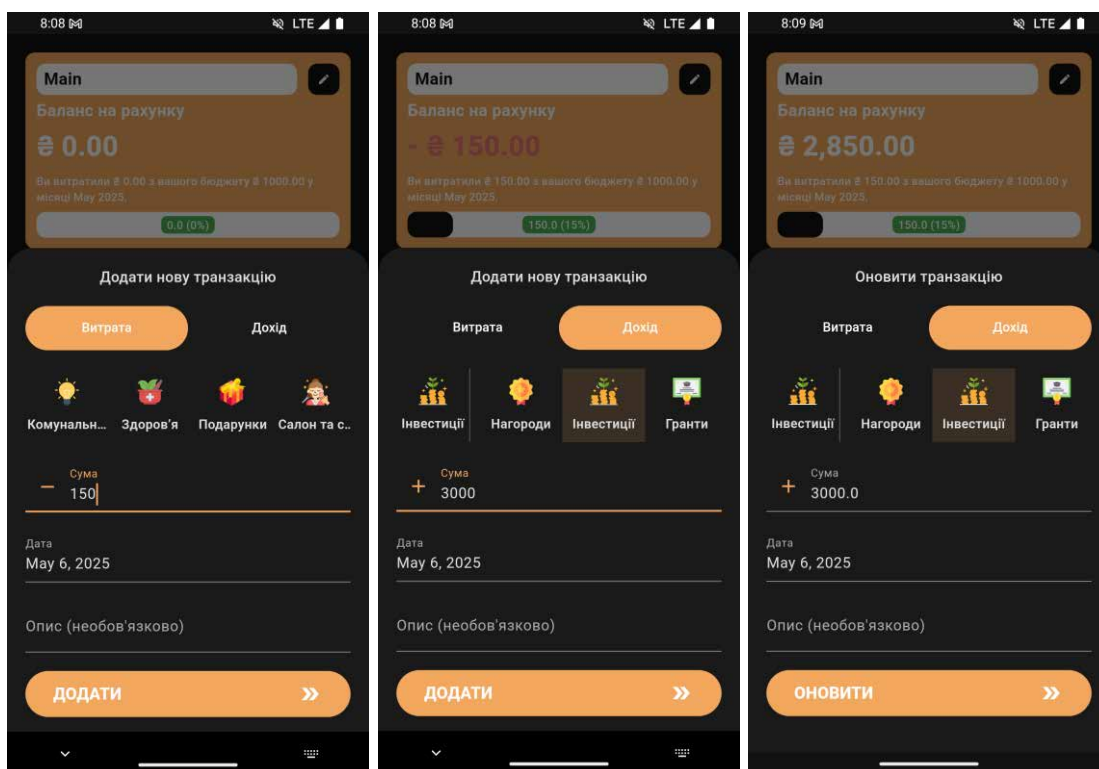 8:08 LTE
Main
Баланс на рахунку
₴ 0.00
Ви витратили ₴ 0.00 з вашого бюджету ₴ 1000.00 у
місяці May 2025.
0.0 (0%)
Додати нову транзакцію
Витрата Дохід
Комунальн... Здоров'я Подарунки Салон та с..
Сума
− 150
Дата
May 6, 2025
Опис (необов'язково)
ДОДАТИ »
8:08 LTE
Main
Баланс на рахунку
- ₴ 150.00
Ви витратили ₴ 150.00 з вашого бюджету ₴ 1000.00 у
місяці May 2025.
150.0 (15%)
Додати нову транзакцію
Витрата Дохід
Інвестиції Нагороди Інвестиції Гранти
Сума
+ 3000
Дата
May 6, 2025
Опис (необов'язково)
ДОДАТИ »
8:09 LTE
Main
Баланс на рахунку
₴ 2,850.00
Ви витратили ₴ 150.00 з вашого бюджету ₴ 1000.00 у
місяці May 2025.
150.0 (15%)
Оновити транзакцію
Витрата Дохід
Інвестиції Нагороди Інвестиції Гранти
Сума
+ 3000.0
Дата
May 6, 2025
Опис (необов'язково)
ОНОВИТИ »